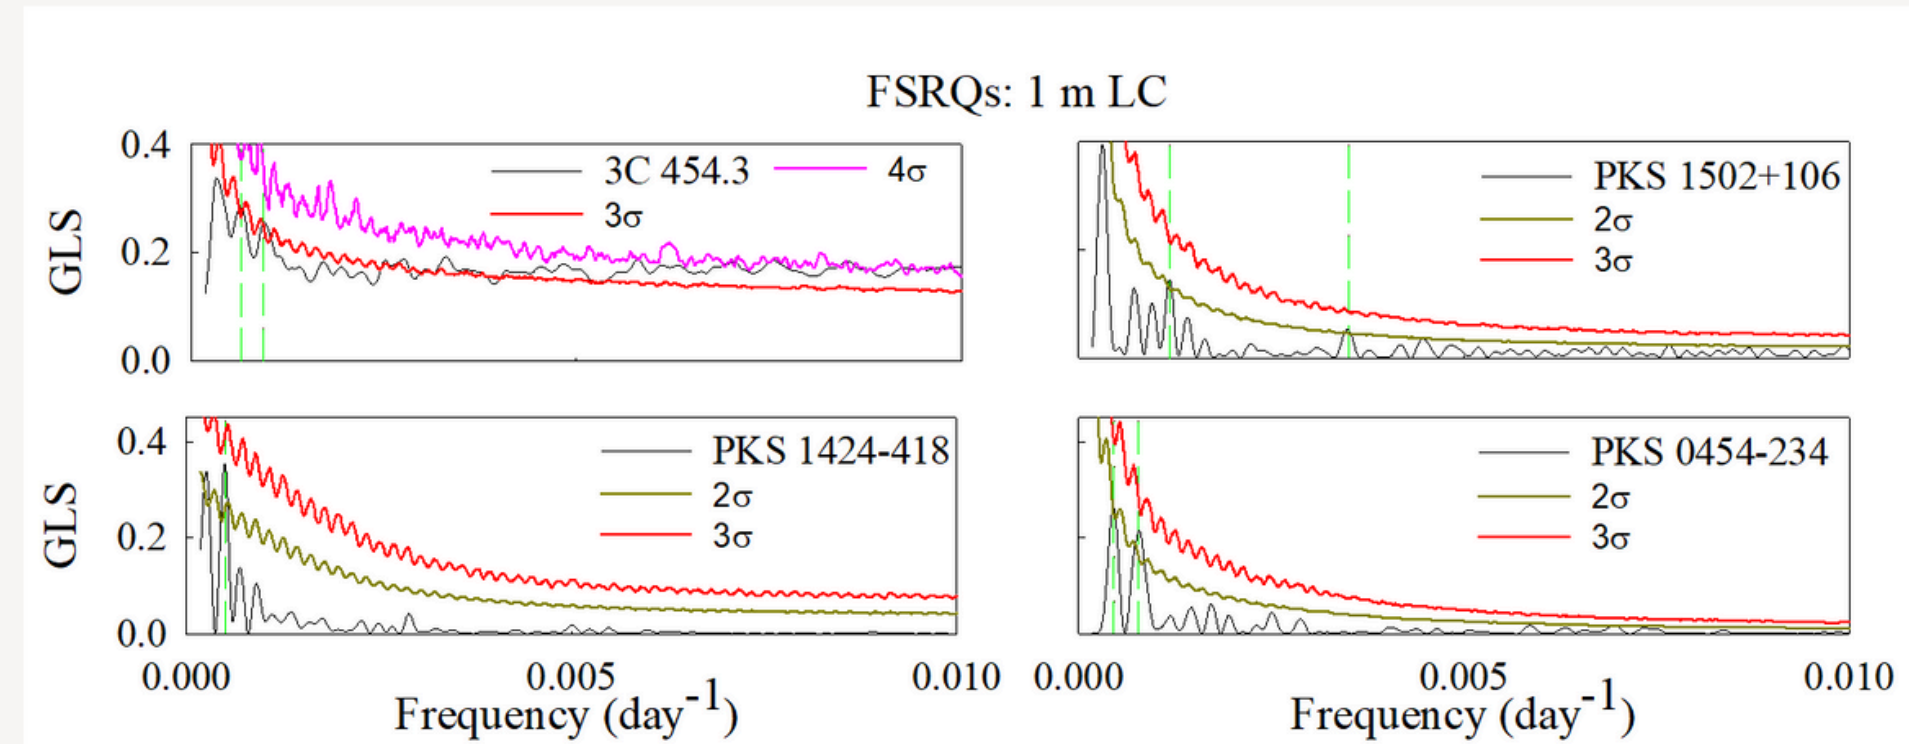 FSRQs: 1 m LC
GLS
0.4
0.2
0.0
3C 454.3
4σ
3σ
PKS 1502+106
2σ
3σ
GLS
0.4
0.2
0.0
PKS 1424-418
2σ
3σ
PKS 0454-234
2σ
3σ
0.000 0.005 0.010
0.000 0.005 0.010
Frequency (day⁻¹)
Frequency (day⁻¹)